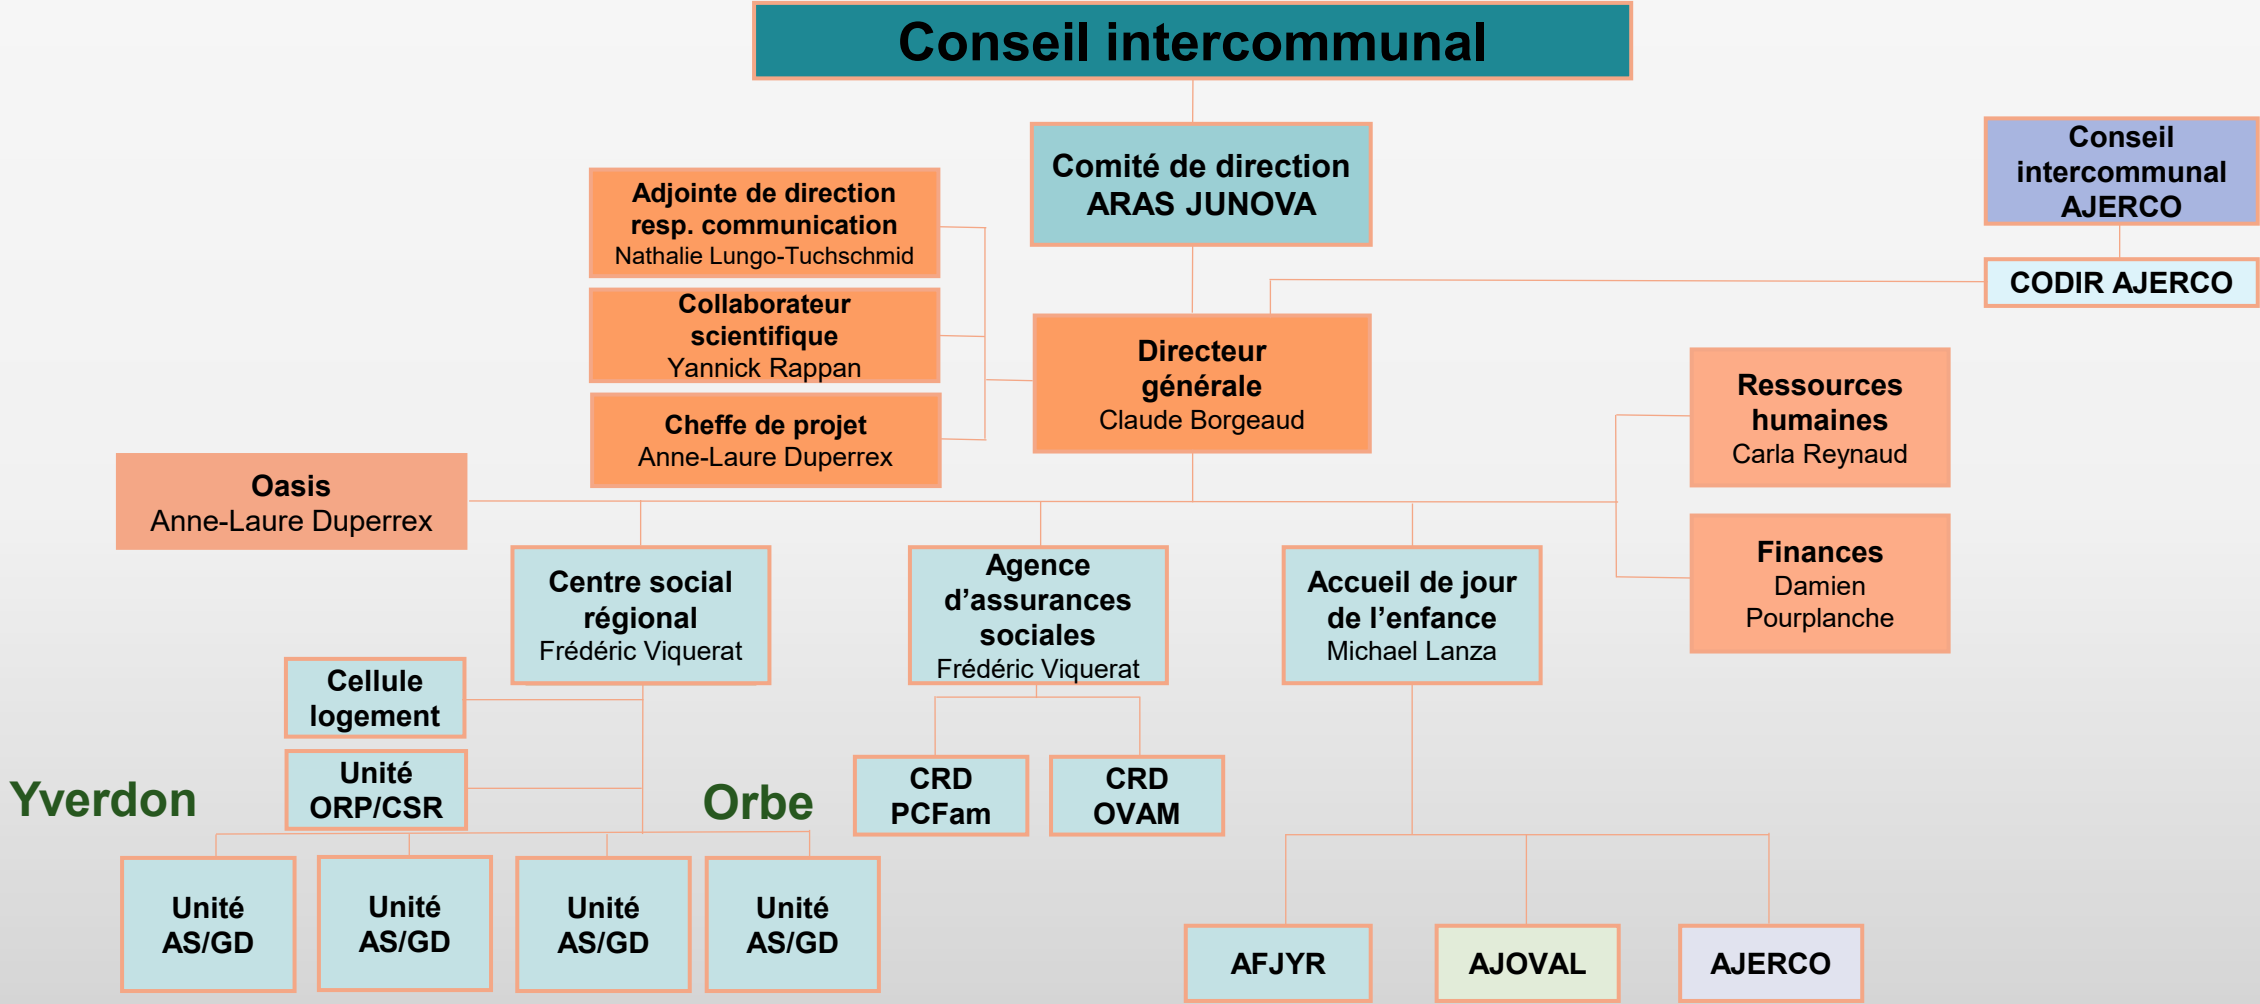 Conseil intercommunal
Comité de direction
ARAS JUNOVA
Conseil
intercommunal
AJERCO
CODIR AJERCO
Adjointe de direction
resp. communication
Nathalie Lungo-Tuchschmid
Collaborateur
scientifique
Yannick Rappan
Cheffe de projet
Anne-Laure Duperrex
Directeur
générale
Claude Borgeaud
Ressources
humaines
Carla Reynaud
Finances
Damien
Pourplanche
Oasis
Anne-Laure Duperrex
Centre social
régional
Frédéric Viquerat
Agence
d’assurances
sociales
Frédéric Viquerat
Accueil de jour
de l’enfance
Michael Lanza
Cellule
logement
Unité
ORP/CSR
Yverdon
Orbe
CRD
PCFam
CRD
OVAM
Unité
AS/GD
Unité
AS/GD
Unité
AS/GD
Unité
AS/GD
AFJYR
AJOVAL
AJERCO